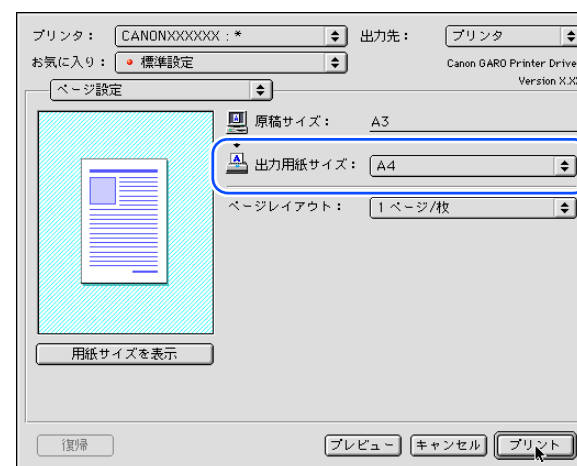 プリンタ： CANONXXXXXX : * 出力先： プリンタ
お気に入り： 標準設定 Canon GARO Printer Drive
Version X.X
ページ設定
原稿サイズ： A3
出力用紙サイズ： A4
ページレイアウト： 1 ページ/枚
用紙サイズを表示
復帰 プレビュー キャンセル プリント